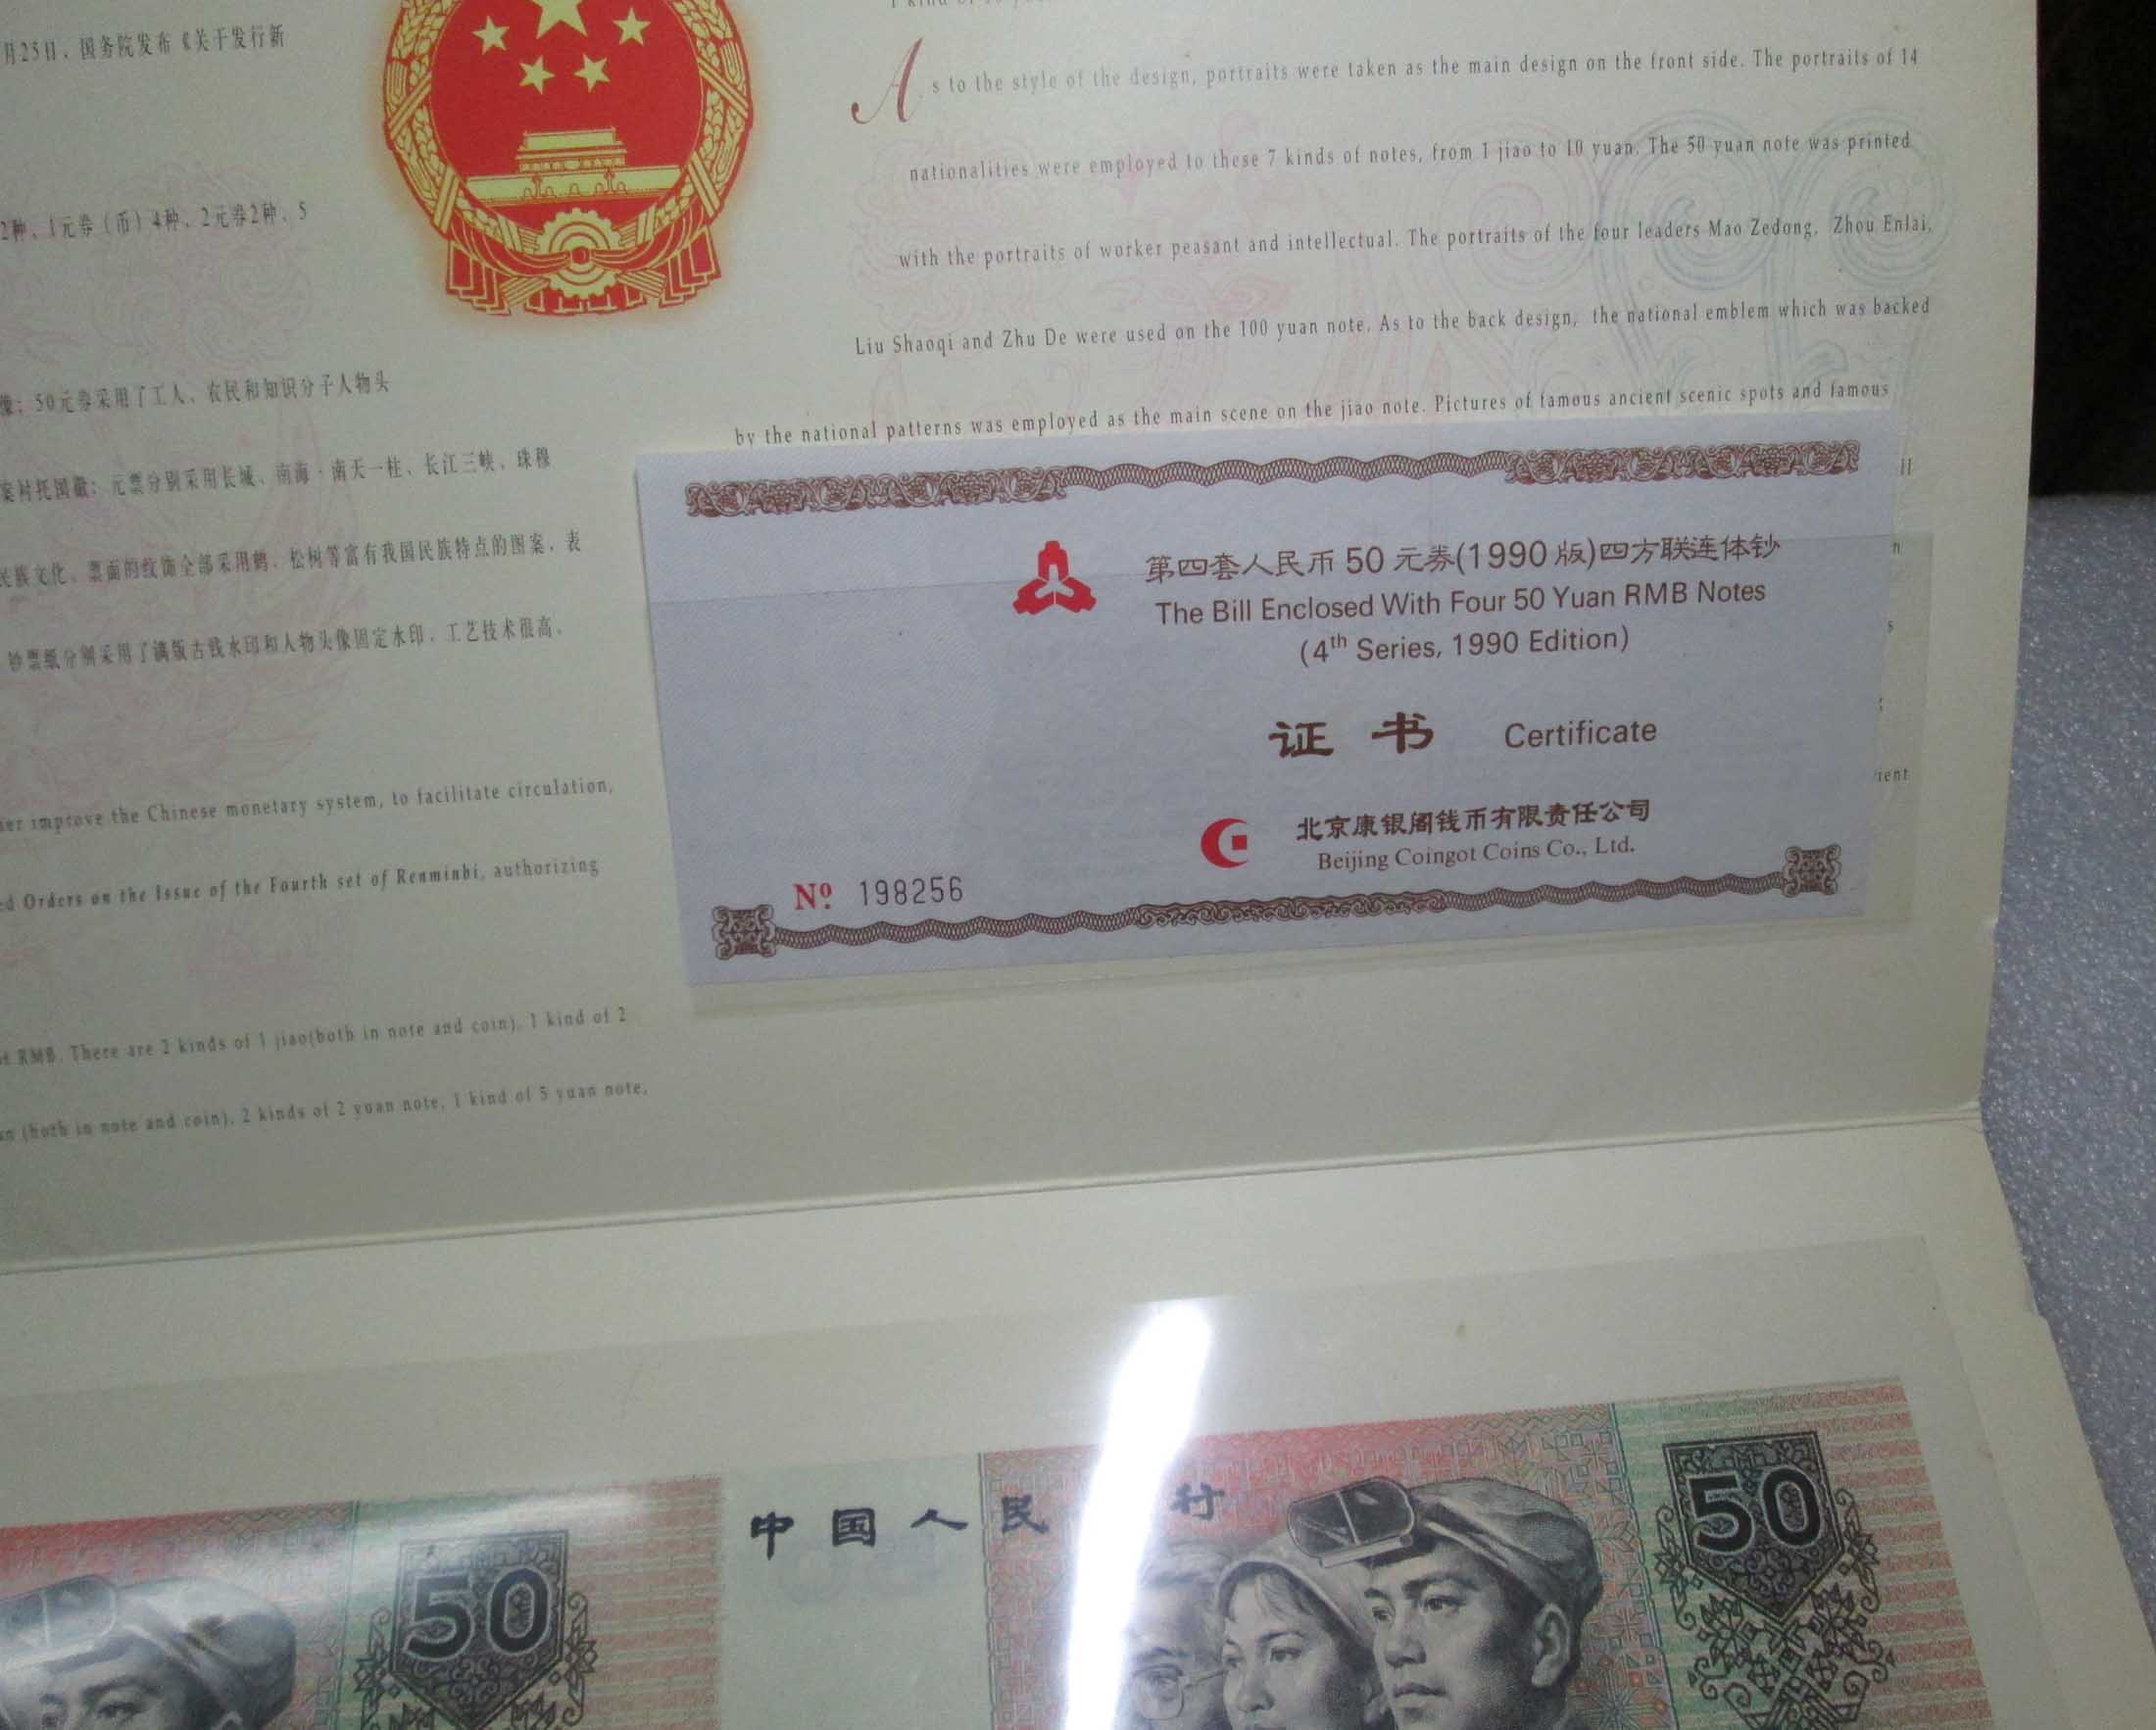 月25日，国务院发布《关于发行新
2种、1元券（币）4种、2元券2种、5
像；50元券采用了工人、农民和知识分子人物头
案衬托国徽；元票分别采用长城、南海·南天一柱、长江三峡、珠穆
民族文化。票面的纹饰全部采用鹤、松树等富有我国民族特点的图案，表
钞票纸分别采用了满版古钱水印和人物头像固定水印，工艺技术很高。
her improve the Chinese monetary system, to facilitate circulation,
ed Orders on the Issue of the Fourth set of Renminbi, authorizing
of RMB. There are 2 kinds of 1 jiao(both in note and coin), 1 kind of 2
(both in note and coin), 2 kinds of 2 yuan note, 1 kind of 5 yuan note,
As to the style of the design, portraits were taken as the main design on the front side. The portraits of 14
nationalities were employed to these 7 kinds of notes, from 1 jiao to 10 yuan. The 50 yuan note was printed
with the portraits of worker peasant and intellectual. The portraits of the four leaders Mao Zedong, Zhou Enlai,
Liu Shaoqi and Zhu De were used on the 100 yuan note. As to the back design, the national emblem which was backed
by the national patterns was employed as the main scene on the jiao note. Pictures of famous ancient scenic spots and famous
第四套人民币50元券(1990版)四方联连体钞
The Bill Enclosed With Four 50 Yuan RMB Notes
(4th Series, 1990 Edition)
证书 Certificate
北京康银阁钱币有限责任公司
Beijing Coingot Coins Co., Ltd.
№ 198256
50
中国人民 行
50